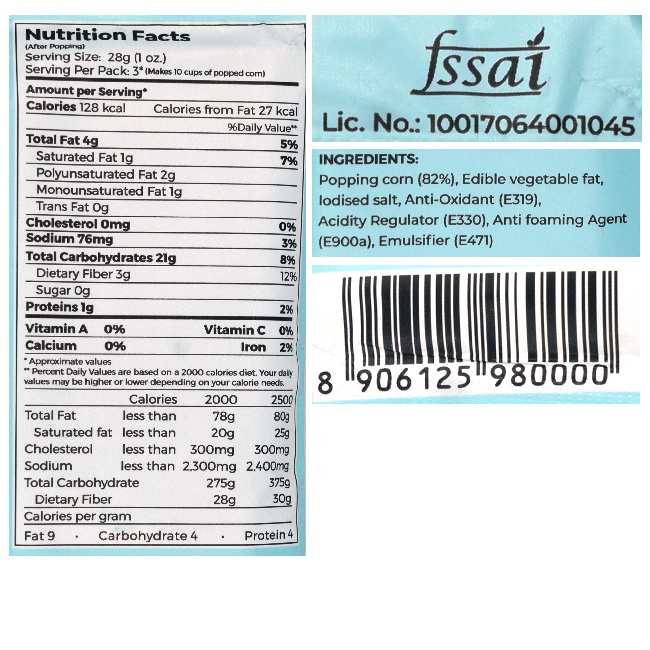 Nutrition Facts
(After Popping)
Serving Size: 28g (1 oz.)
Serving Per Pack: 3* (Makes 10 cups of popped corn)
Amount per Serving*
Calories 128 kcal Calories from Fat 27 kcal
%Daily Value**
Total Fat 4g 5%
Saturated Fat 1g 7%
Polyunsaturated Fat 2g
Monounsaturated Fat 1g
Trans Fat 0g
Cholesterol 0mg 0%
Sodium 76mg 3%
Total Carbohydrates 21g 8%
Dietary Fiber 3g 12%
Sugar 0g
Proteins 1g 2%
Vitamin A 0% Vitamin C 0%
Calcium 0% Iron 2%
* Approximate values
** Percent Daily Values are based on a 2000 calories diet. Your daily
values may be higher or lower depending on your calorie needs.
Calories 2000 2500
Total Fat less than 78g 80g
Saturated fat less than 20g 25g
Cholesterol less than 300mg 300mg
Sodium less than 2,300mg 2,400mg
Total Carbohydrate 275g 375g
Dietary Fiber 28g 30g
Calories per gram
Fat 9 · Carbohydrate 4 · Protein 4
fssai
Lic. No.: 10017064001045
INGREDIENTS:
Popping corn (82%), Edible vegetable fat,
Iodised salt, Anti-Oxidant (E319),
Acidity Regulator (E330), Anti foaming Agent
(E900a), Emulsifier (E471)
8 906125 980000